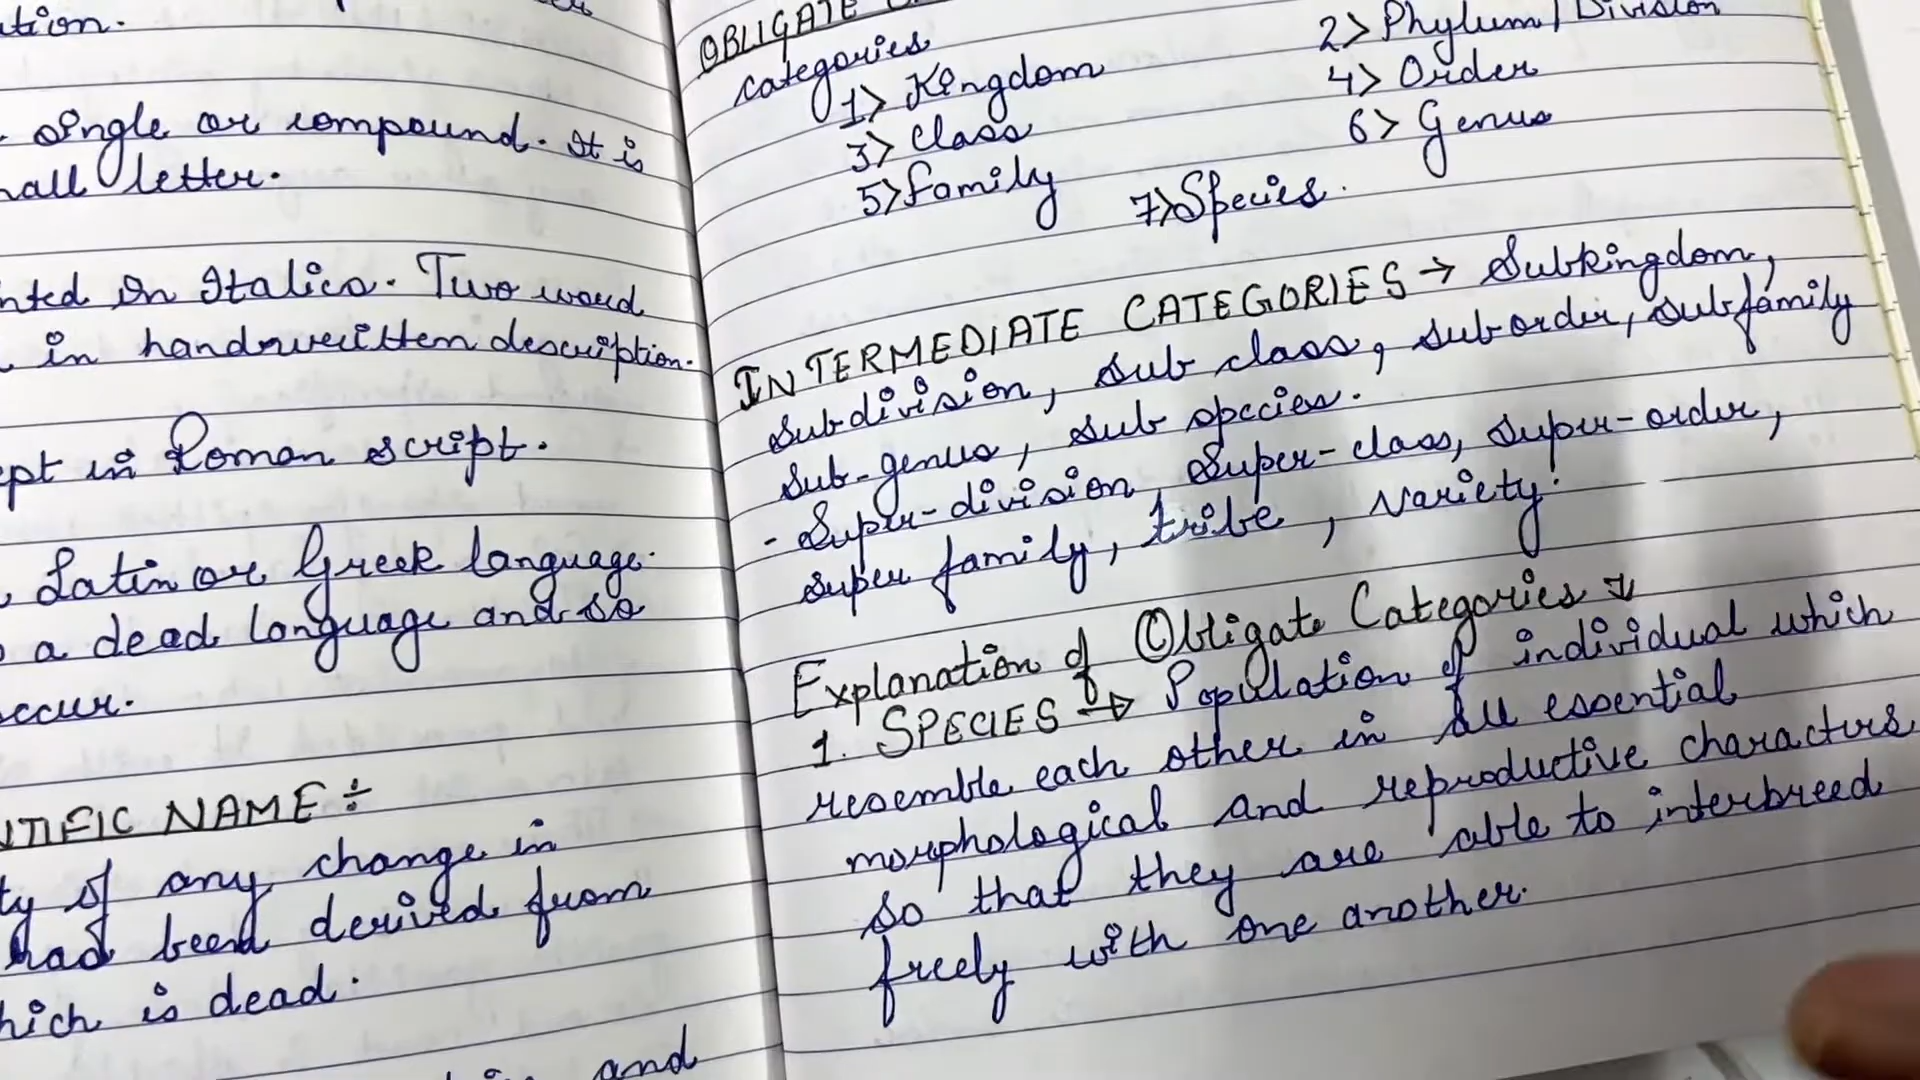 tion.
single or compound. It is
mall letter.
nted in Italics. Two word
in handwritten description.
ept in Roman script.
Latin or Greek language.
a dead language and so
occur.
NTIFIC NAME ÷
ty of any change in
had been derived from
hich is dead.
and
OBLIGATE
categories
1> Kingdom
2> Phylum / Division
3> Class
4> Order
5> Family
6> Genus
7> Species.
INTERMEDIATE CATEGORIES → Subkingdom,
Subdivision, Sub class, suborder, subfamily
Sub-genus, sub species.
- Super-division, Super-class, Super-order,
super family, tribe, variety.
Explanation of Obligate Categories
1. SPECIES → Population of individual which
resemble each other in all essential
morphological and reproductive characters
so that they are able to interbreed
freely with one another.